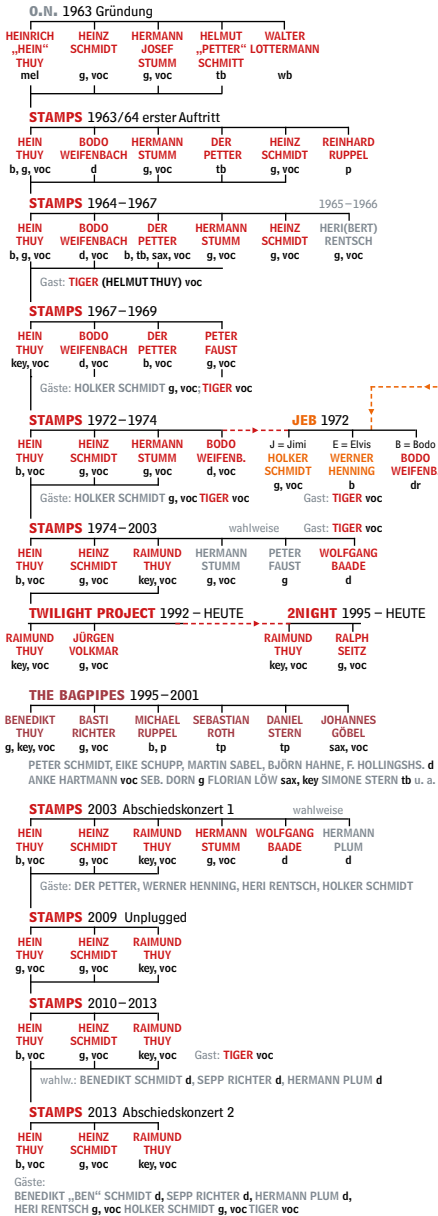 O.N. 1963 Gründung
HEINRICH HEINZ HERMANN HELMUT WALTER
„HEIN“ SCHMIDT JOSEF „PETTER“ LOTTERMANN
THUY STUMM SCHMITT
mel g, voc g, voc tb wb
STAMPS 1963/64 erster Auftritt
HEIN BODO HERMANN DER HEINZ REINHARD
THUY WEIFENBACH STUMM PETTER SCHMIDT RUPPEL
b, g, voc d g, voc tb g, voc p
STAMPS 1964–1967 1965–1966
HEIN BODO DER HERMANN HEINZ HERI(BERT)
THUY WEIFENBACH PETTER STUMM SCHMIDT RENTSCH
b, g, voc d, voc b, tb, sax, voc g, voc g, voc g, voc
Gast: TIGER (HELMUT THUY) voc
STAMPS 1967–1969
HEIN BODO DER PETER
THUY WEIFENBACH PETTER FAUST
key, voc d, voc b, voc g, voc
Gäste: HOLKER SCHMIDT g, voc; TIGER voc
STAMPS 1972–1974 JEB 1972
HEIN HEINZ HERMANN BODO J = Jimi E = Elvis B = Bodo
THUY SCHMIDT STUMM WEIFENB. HOLKER WERNER BODO
b, voc g, voc g, voc d, voc SCHMIDT HENNING WEIFENB
g, voc b dr
Gäste: HOLKER SCHMIDT g, voc TIGER voc Gast: TIGER voc
STAMPS 1974–2003 wahlweise Gast: TIGER voc
HEIN HEINZ RAIMUND HERMANN PETER WOLFGANG
THUY SCHMIDT THUY STUMM FAUST BAADE
b, voc g, voc key, voc g, voc g d
TWILIGHT PROJECT 1992 – HEUTE 2NIGHT 1995 – HEUTE
RAIMUND JÜRGEN RAIMUND RALPH
THUY VOLKMAR THUY SEITZ
key, voc g, voc key, voc g, voc
THE BAGPIPES 1995–2001
BENEDIKT BASTI MICHAEL SEBASTIAN DANIEL JOHANNES
THUY RICHTER RUPPEL ROTH STERN GÖBEL
g, key, voc g, voc b, p tp tp sax, voc
PETER SCHMIDT, EIKE SCHUPP, MARTIN SABEL, BJÖRN HAHNE, F. HOLLINGSHS. d
ANKE HARTMANN voc SEB. DORN g FLORIAN LÖW sax, key SIMONE STERN tb u. a.
STAMPS 2003 Abschiedskonzert 1 wahlweise
HEIN HEINZ RAIMUND HERMANN WOLFGANG HERMANN
THUY SCHMIDT THUY STUMM BAADE PLUM
b, voc g, voc key, voc g, voc d d
Gäste: DER PETTER, WERNER HENNING, HERI RENTSCH, HOLKER SCHMIDT
STAMPS 2009 Unplugged
HEIN HEINZ RAIMUND
THUY SCHMIDT THUY
g, voc g, voc key, voc
STAMPS 2010–2013
HEIN HEINZ RAIMUND
THUY SCHMIDT THUY
b, voc g, voc key, voc Gast: TIGER voc
wahlw.: BENEDIKT SCHMIDT d, SEPP RICHTER d, HERMANN PLUM d
STAMPS 2013 Abschiedskonzert 2
HEIN HEINZ RAIMUND
THUY SCHMIDT THUY
b, voc g, voc key, voc
Gäste:
BENEDIKT „BEN“ SCHMIDT d, SEPP RICHTER d, HERMANN PLUM d,
HERI RENTSCH g, voc HOLKER SCHMIDT g, voc TIGER voc